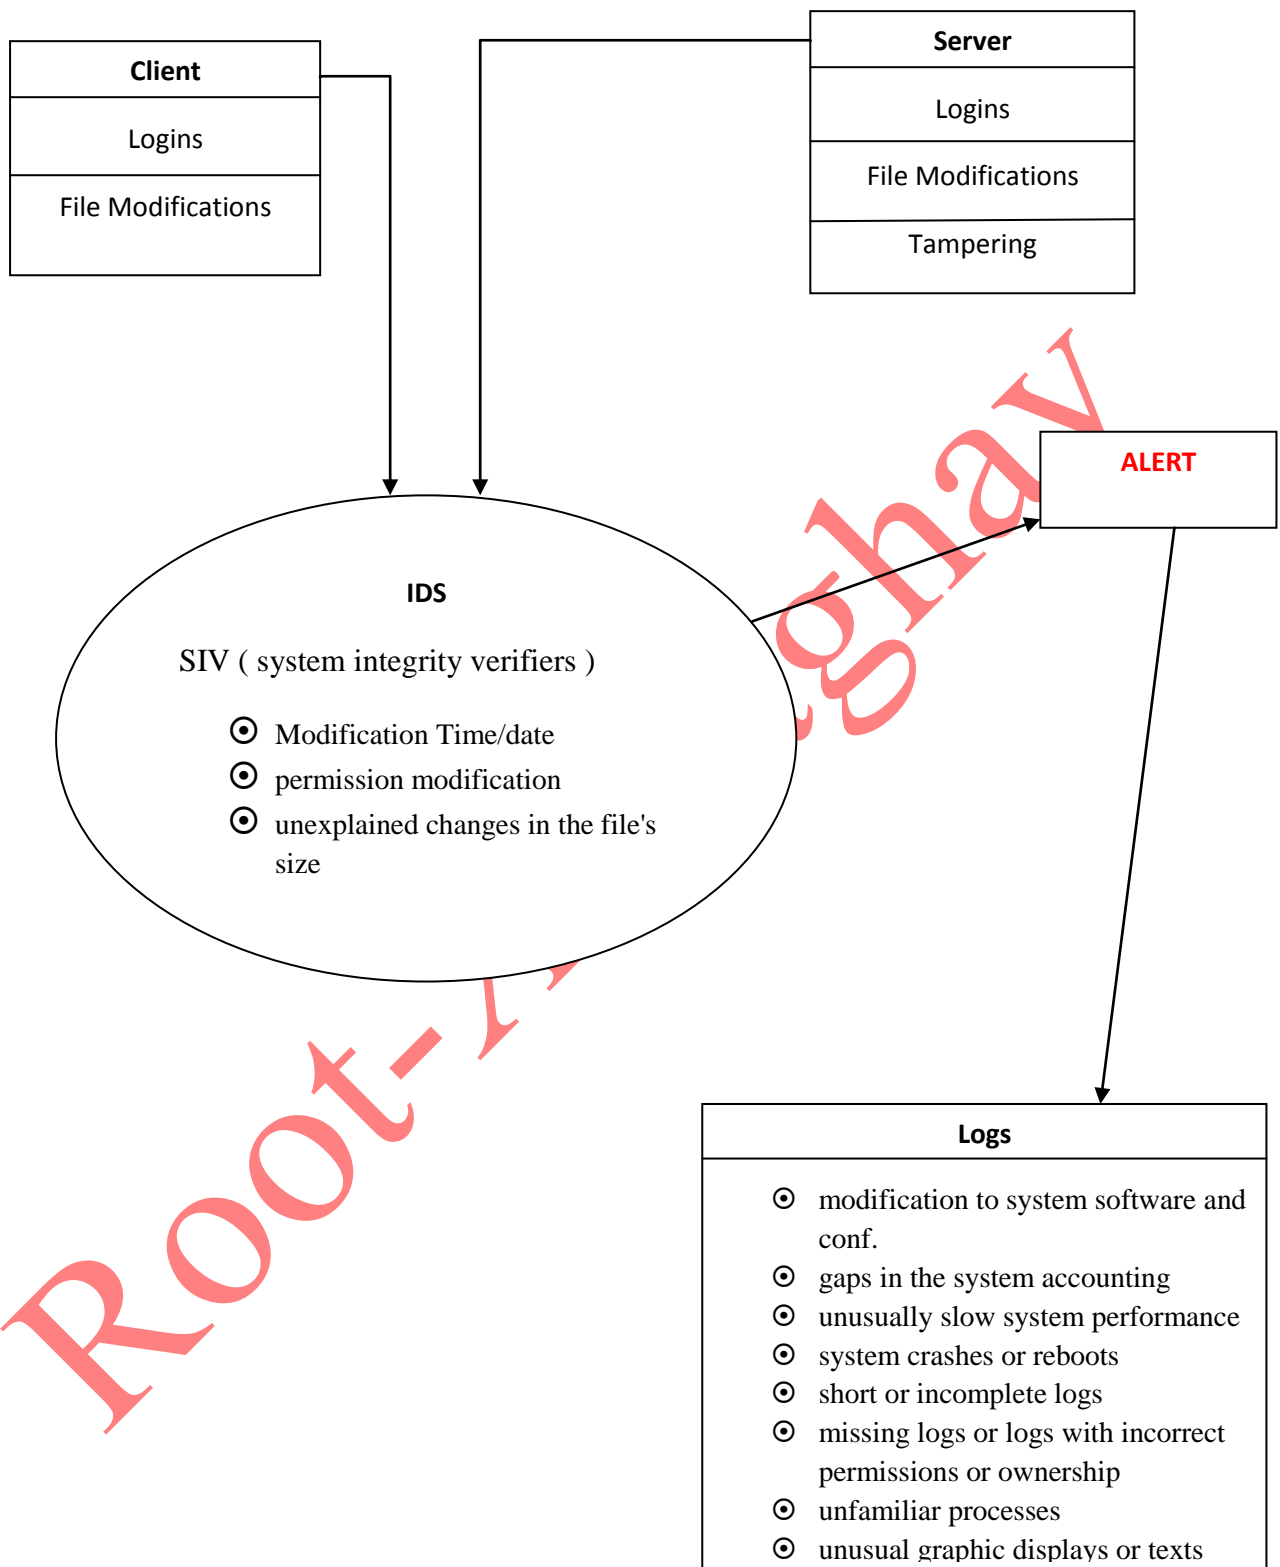 Client
Logins
File Modifications
Server
Logins
File Modifications
Tampering
ALERT
IDS
SIV ( system integrity verifiers )
Modification Time/date
permission modification
unexplained changes in the file's
size
Logs
modification to system software and
conf.
gaps in the system accounting
unusually slow system performance
system crashes or reboots
short or incomplete logs
missing logs or logs with incorrect
permissions or ownership
unfamiliar processes
unusual graphic displays or texts